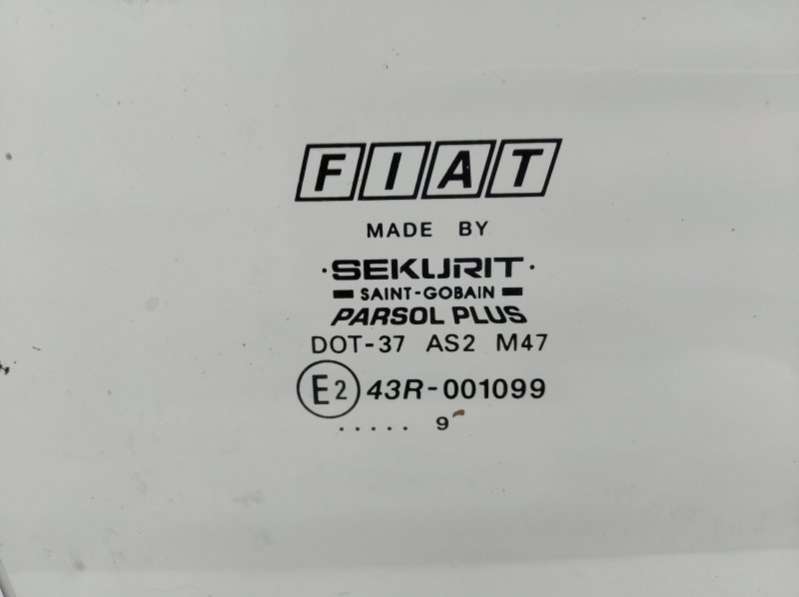 FIAT
MADE BY
·SEKURIT·
SAINT-GOBAIN
PARSOL PLUS
DOT-37 AS2 M47
E2 43R-001099
..... 9